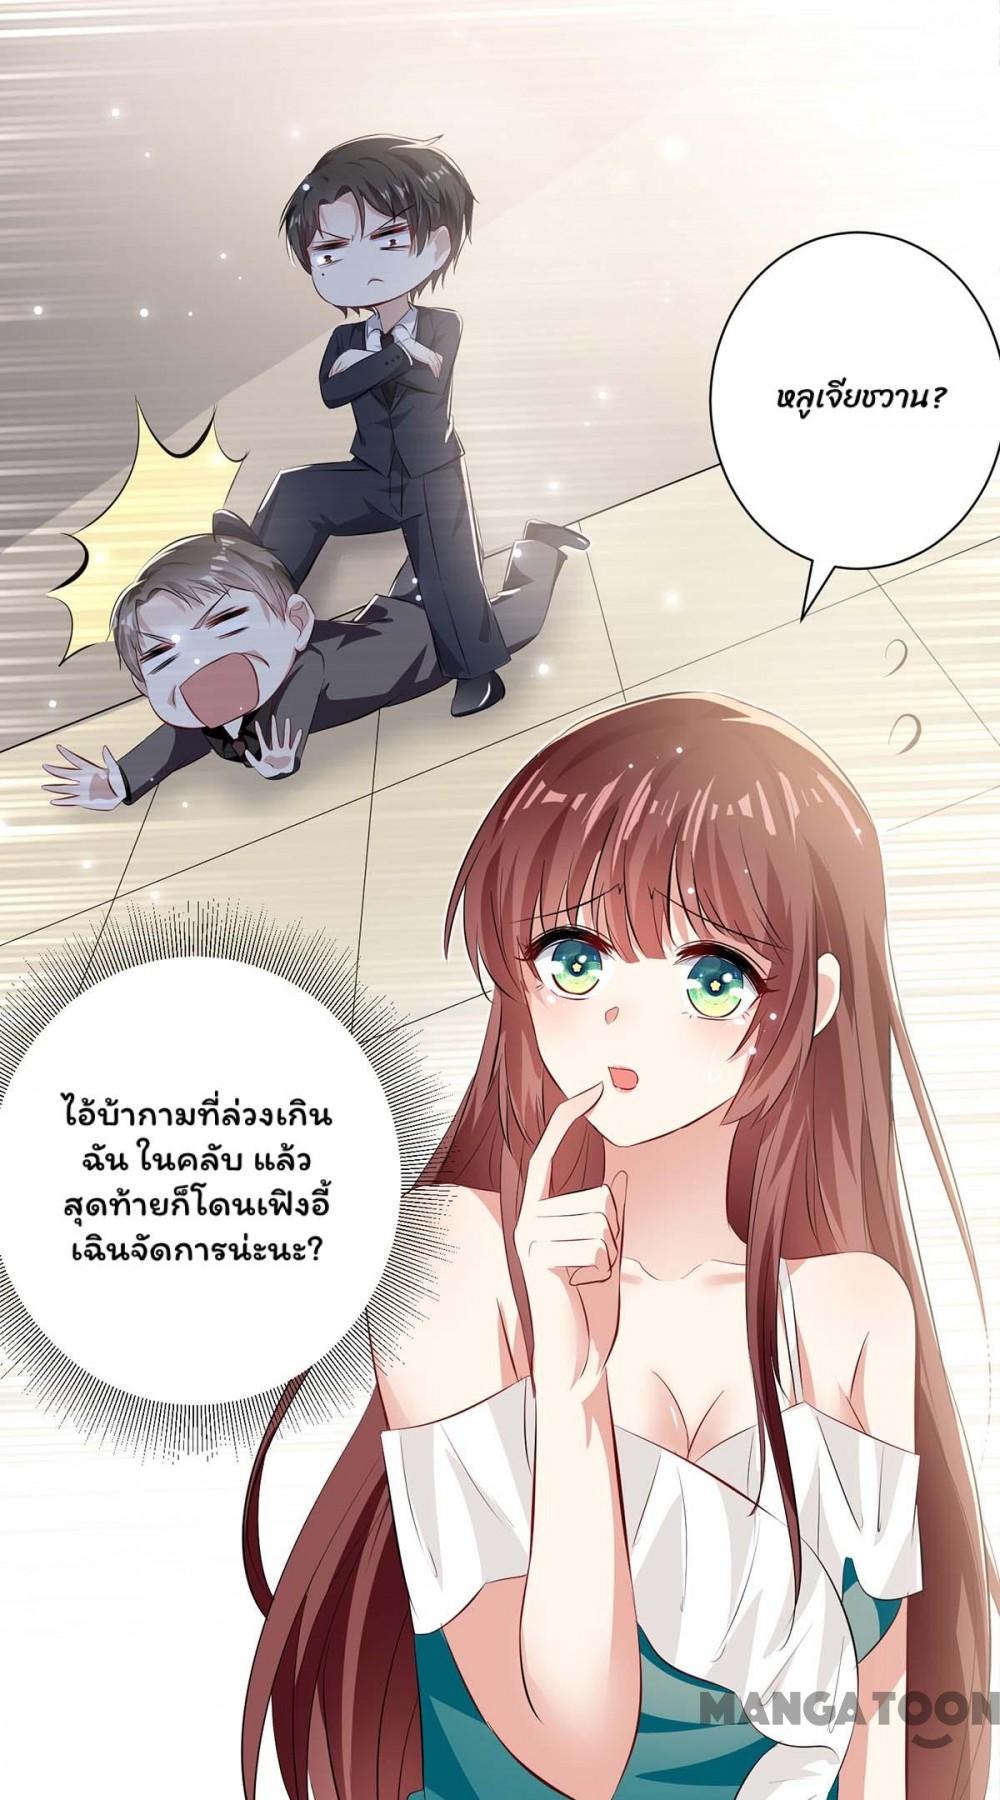 หลูเจียชวาน?
ไอ้บ้ากามที่ล่วงเกิน
ฉัน ในคลับ แล้ว
สุดท้ายก็โดนเฟิงอี้
เฉินจัดการน่ะนะ?
MANGATOON